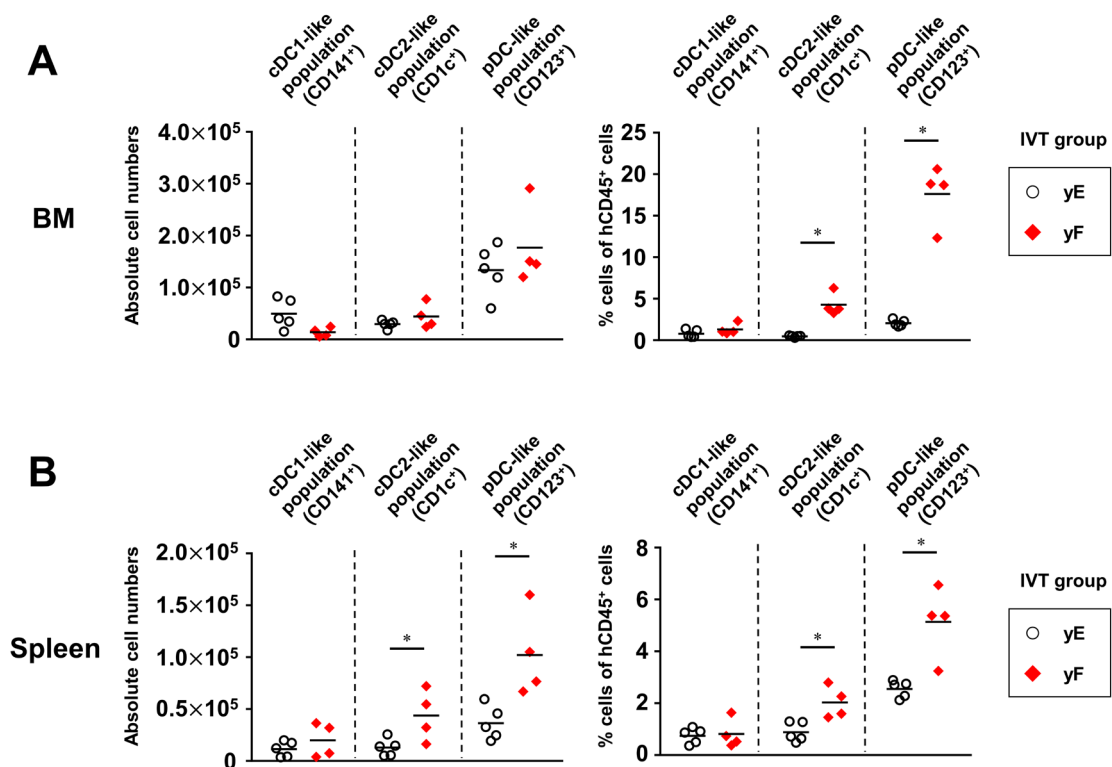 A
cDC1-like
population
(CD141⁺)
cDC2-like
population
(CD1c⁺)
pDC-like
population
(CD123⁺)
cDC1-like
population
(CD141⁺)
cDC2-like
population
(CD1c⁺)
pDC-like
population
(CD123⁺)
BM
Absolute cell numbers
4.0×10⁵
3.0×10⁵
2.0×10⁵
1.0×10⁵
0
% cells of hCD45⁺ cells
25
20
15
10
5
0
*
*
IVT group
yE
yF
B
cDC1-like
population
(CD141⁺)
cDC2-like
population
(CD1c⁺)
pDC-like
population
(CD123⁺)
cDC1-like
population
(CD141⁺)
cDC2-like
population
(CD1c⁺)
pDC-like
population
(CD123⁺)
Spleen
Absolute cell numbers
2.0×10⁵
1.5×10⁵
1.0×10⁵
0.5×10⁵
0
*
*
% cells of hCD45⁺ cells
8
6
4
2
0
*
*
IVT group
yE
yF